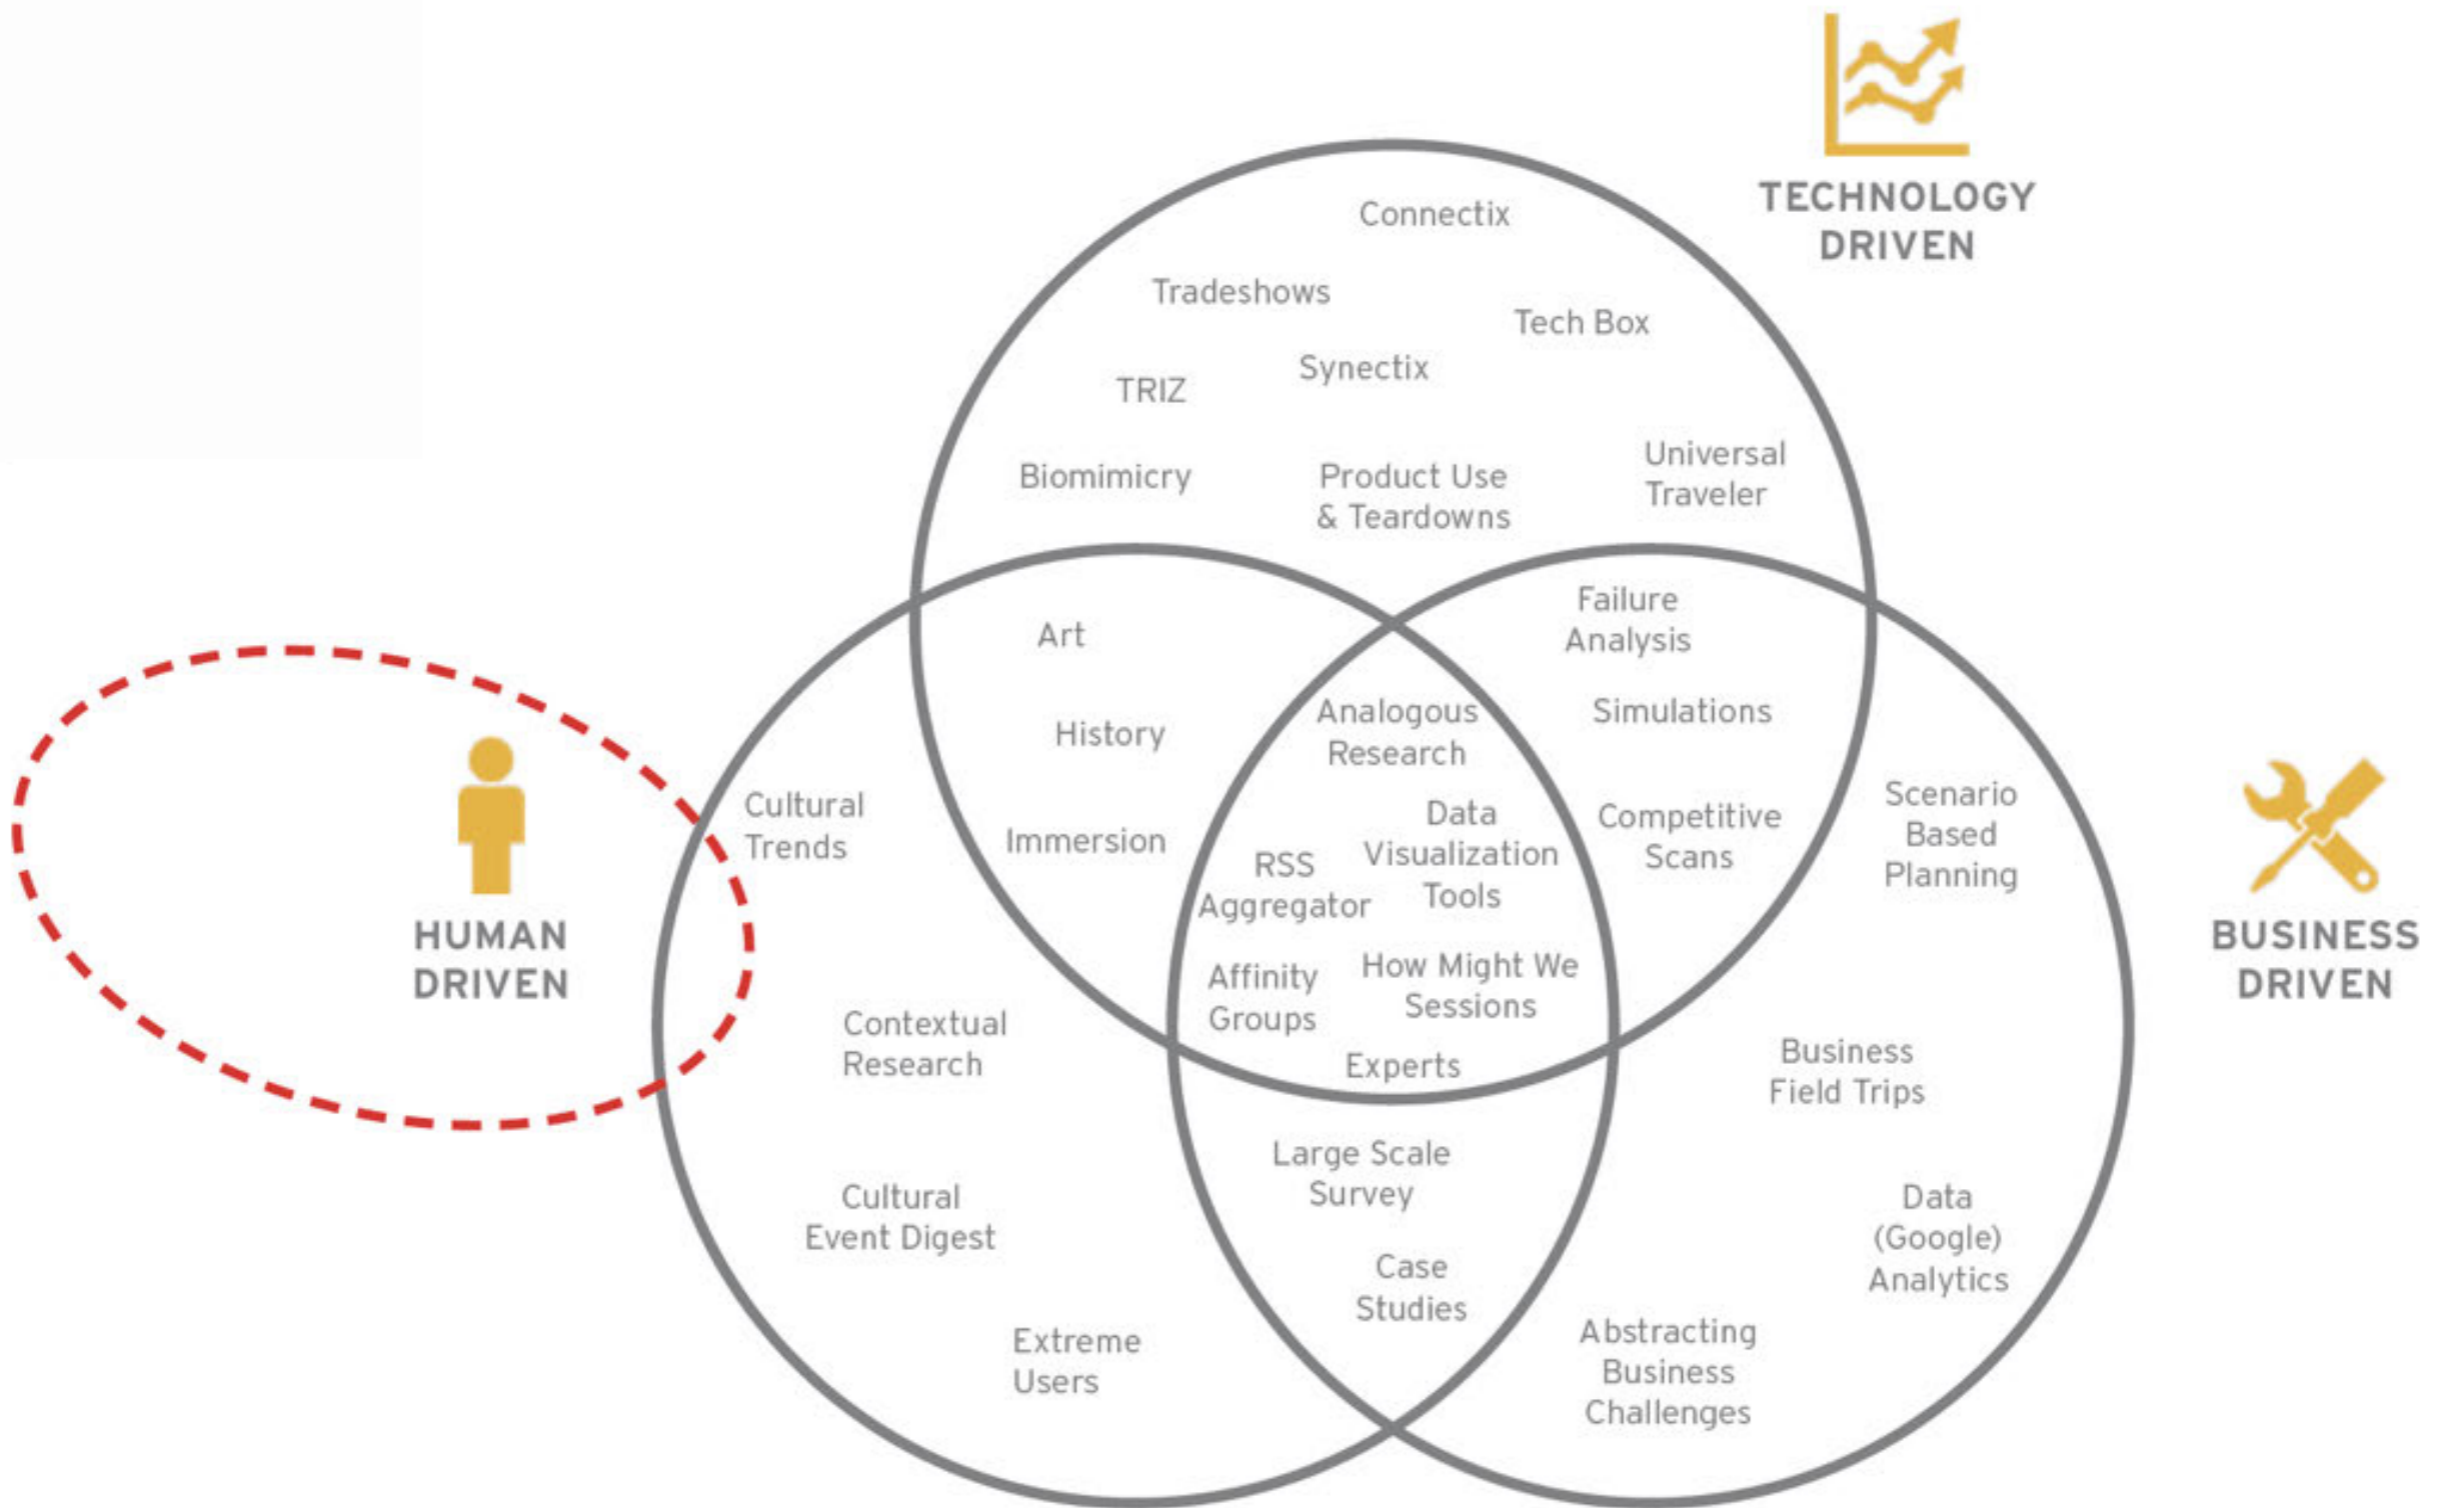 TECHNOLOGY
DRIVEN
Connectix
Tradeshows
Tech Box
Synectix
TRIZ
Universal
Traveler
Biomimicry
Product Use
& Teardowns
Failure
Analysis
Art
Analogous
Research
Simulations
History
Cultural
Trends
Immersion
Data
Visualization
Tools
RSS
Aggregator
Competitive
Scans
Scenario
Based
Planning
HUMAN
DRIVEN
BUSINESS
DRIVEN
Affinity
Groups
How Might We
Sessions
Contextual
Research
Experts
Business
Field Trips
Large Scale
Survey
Cultural
Event Digest
Data
(Google)
Analytics
Case
Studies
Extreme
Users
Abstracting
Business
Challenges